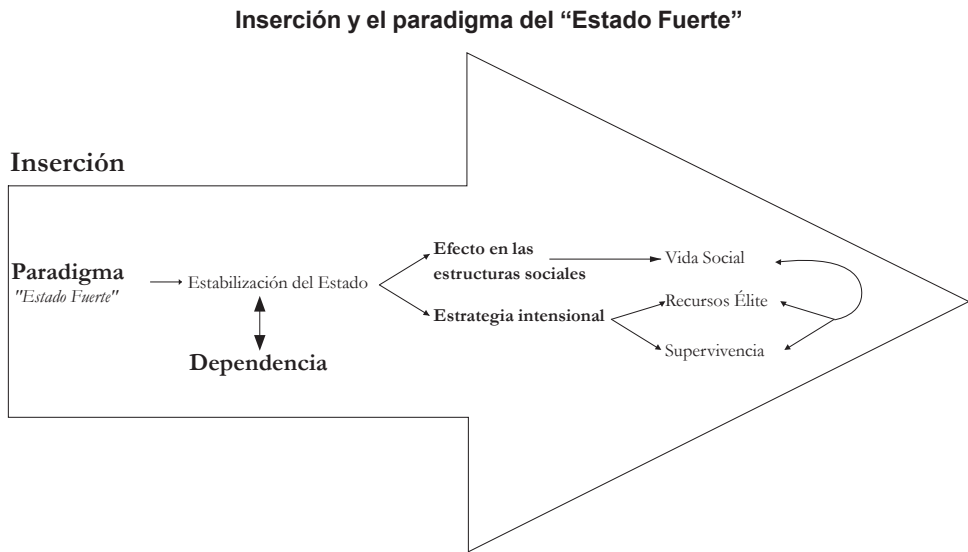 Inserción y el paradigma del “Estado Fuerte”
Inserción
Paradigma
"Estado Fuerte"
Estabilización del Estado
Dependencia
Efecto en las
estructuras sociales
Estrategia intensional
Vida Social
Recursos Élite
Supervivencia